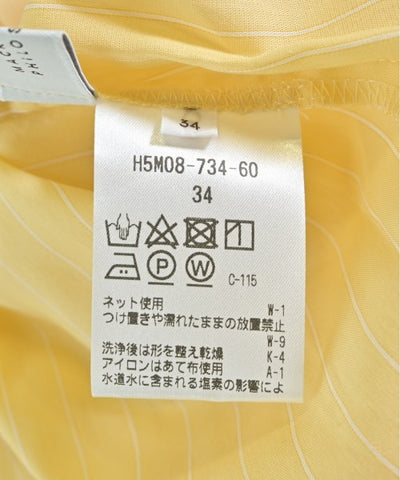 MACK
PHILOS
34
H5M08-734-60
34
P W C-115
ネット使用 W-1
つけ置きや濡れたままの放置禁止
W-9
洗浄後は形を整え乾燥 K-4
アイロンはあて布使用 A-1
水道水に含まれる塩素の影響によ